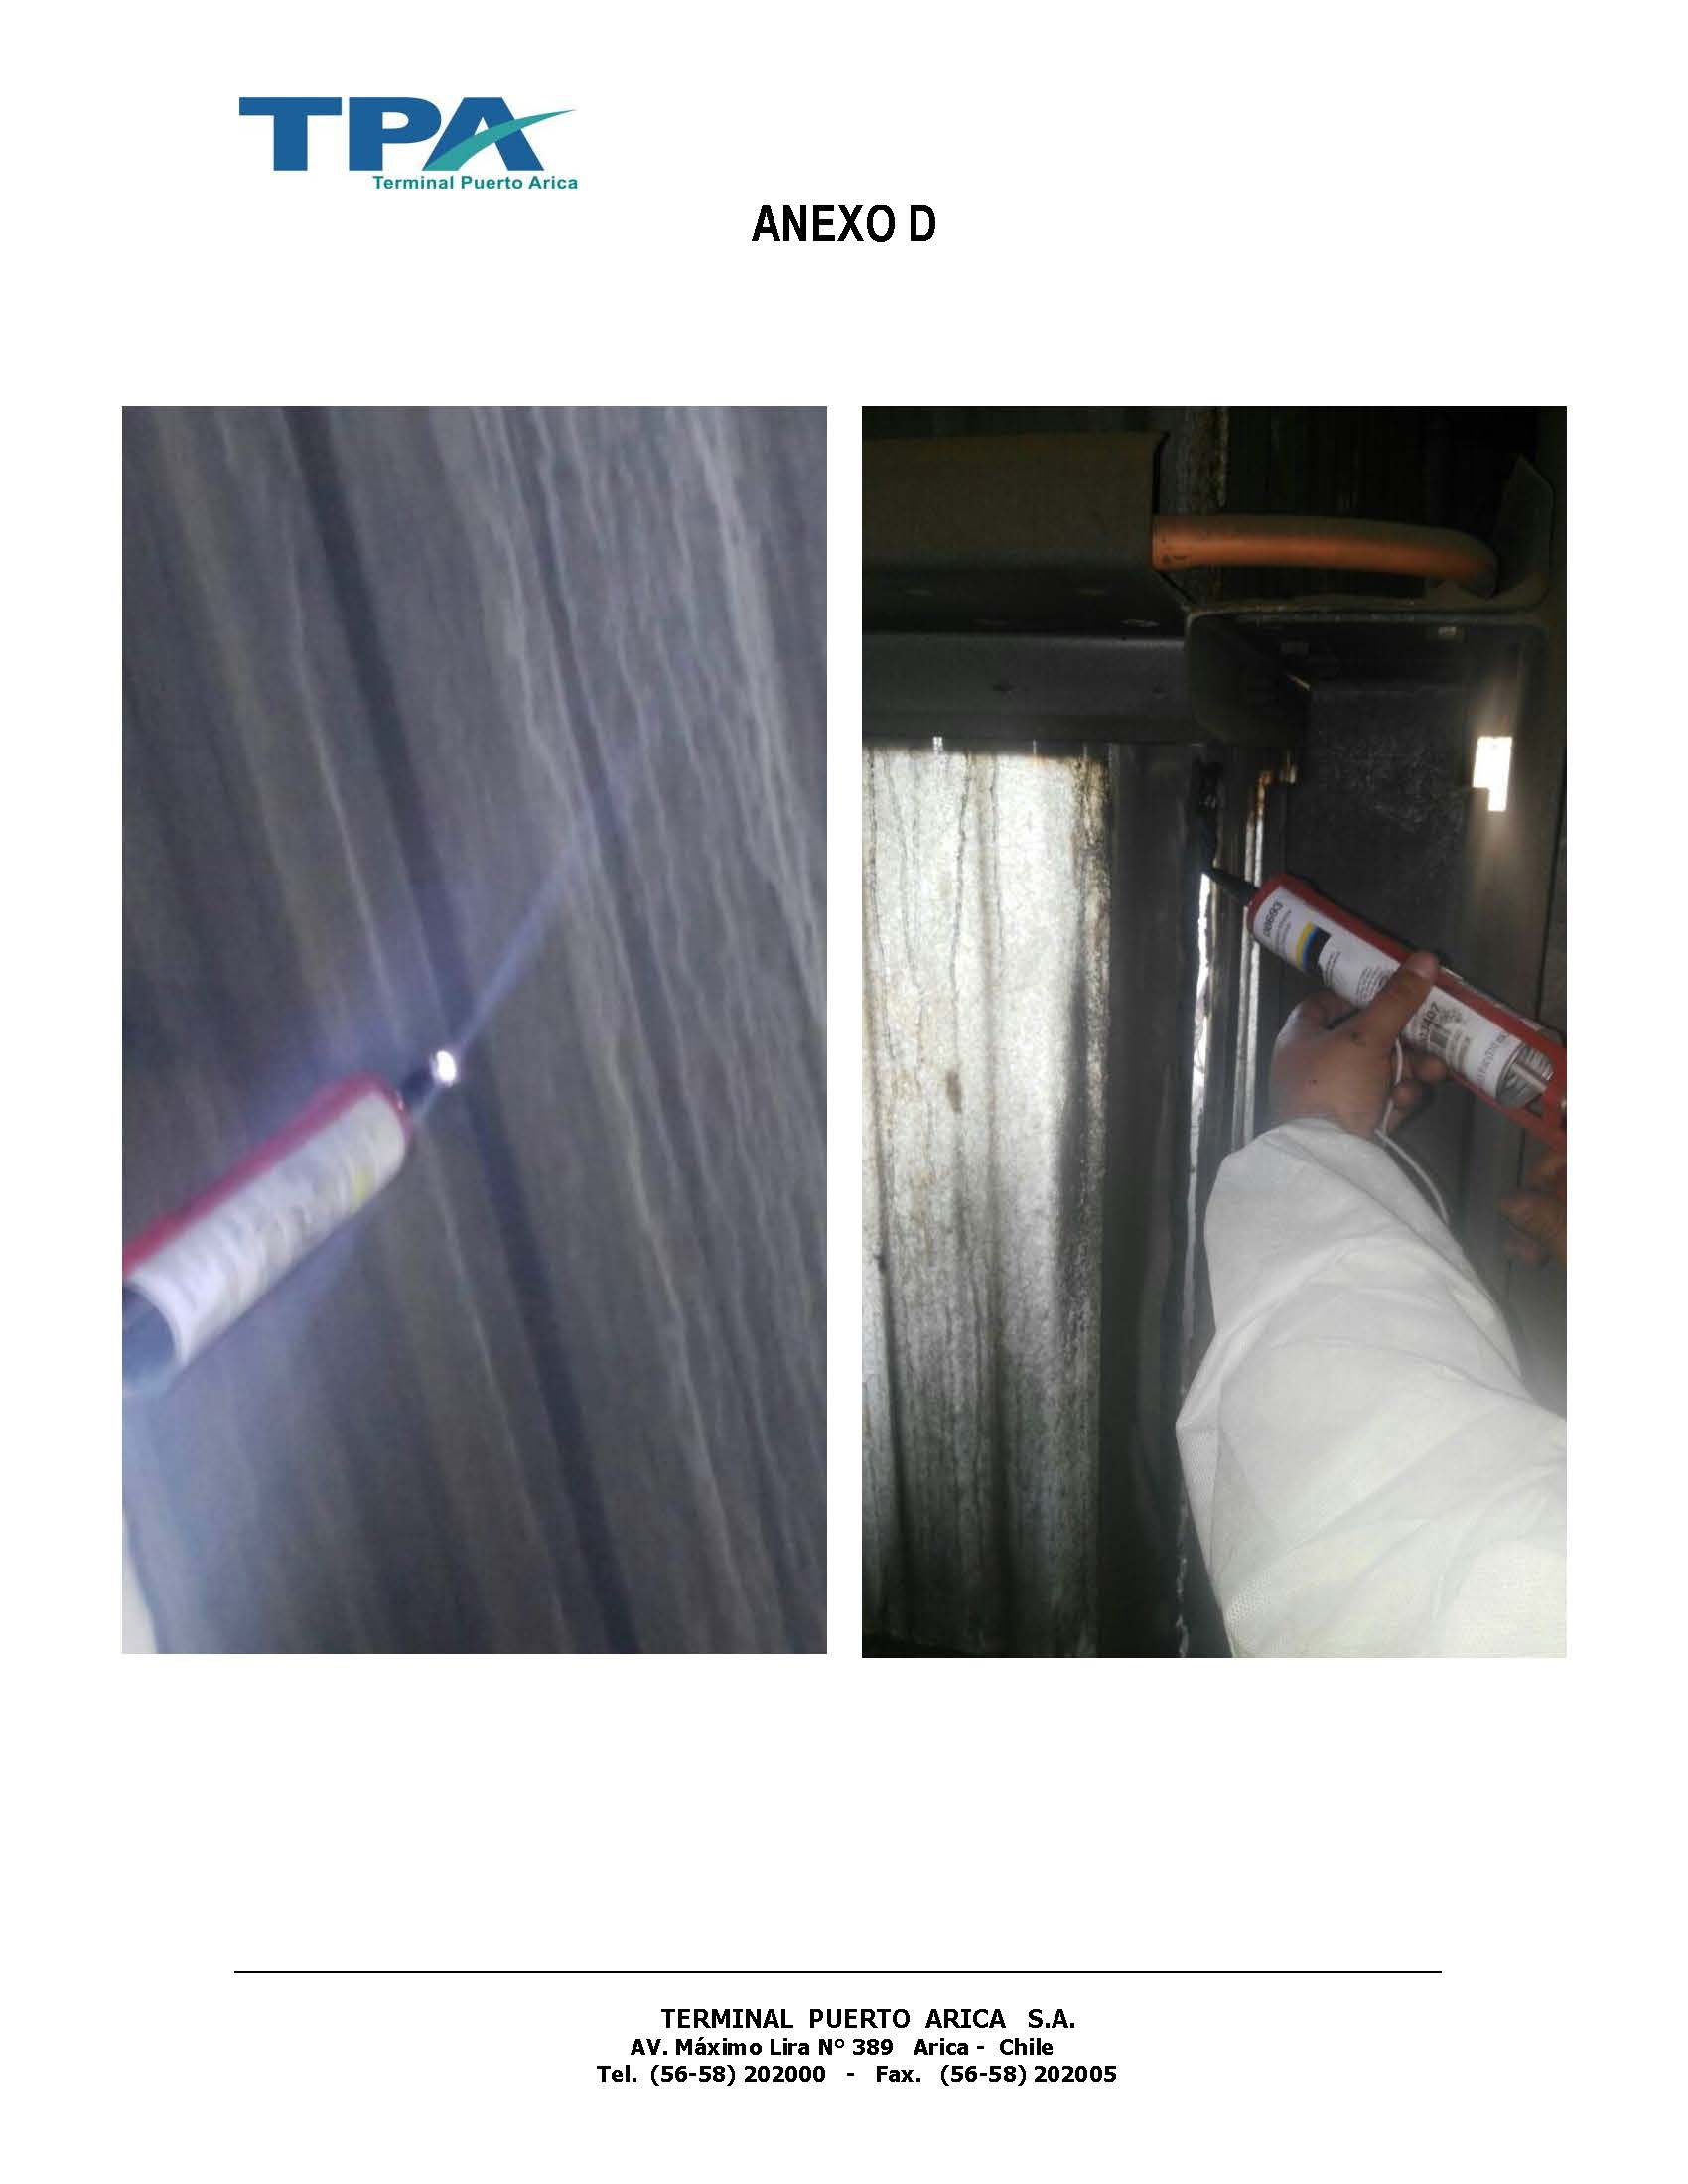 TPA
Terminal Puerto Arica
ANEXO D
TERMINAL PUERTO ARICA S.A.
AV. Máximo Lira Nº 389 Arica - Chile
Tel. (56-58) 202000 - Fax. (56-58) 202005